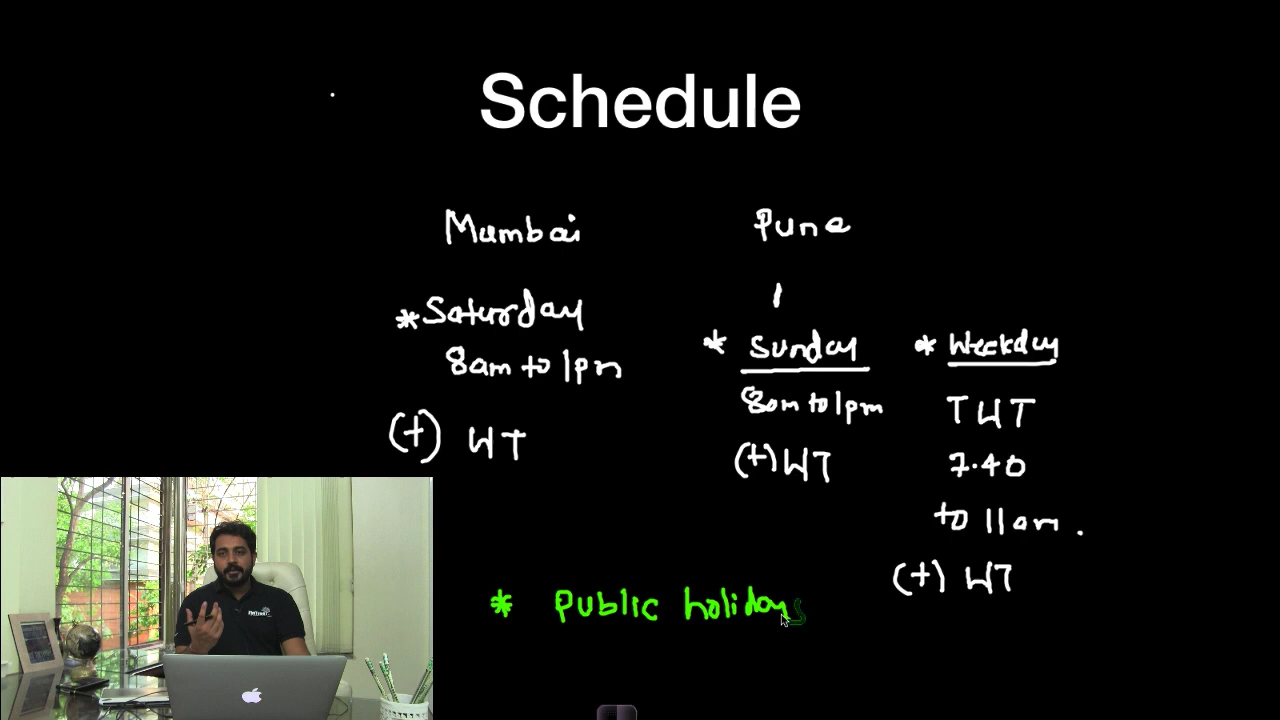 Schedule
Mumbai
Pune
*Saturday
8am to 1pm
(+) WT
* Sunday
8am to 1pm
(+) WT
* Weekday
TWT
7.40
to 11am.
(+) WT
* Public holidays